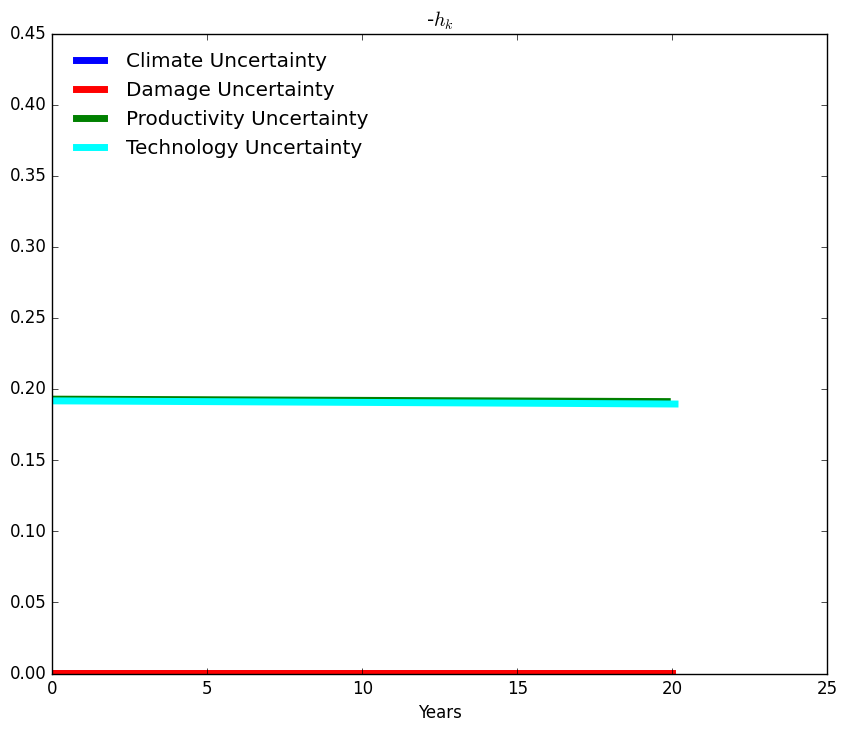 -h_k
0.45
Climate Uncertainty
Damage Uncertainty
0.40
Productivity Uncertainty
Technology Uncertainty
0.35
0.30
0.25
0.20
0.15
0.10
0.05
0.00
0 5 10 15 20 25
Years